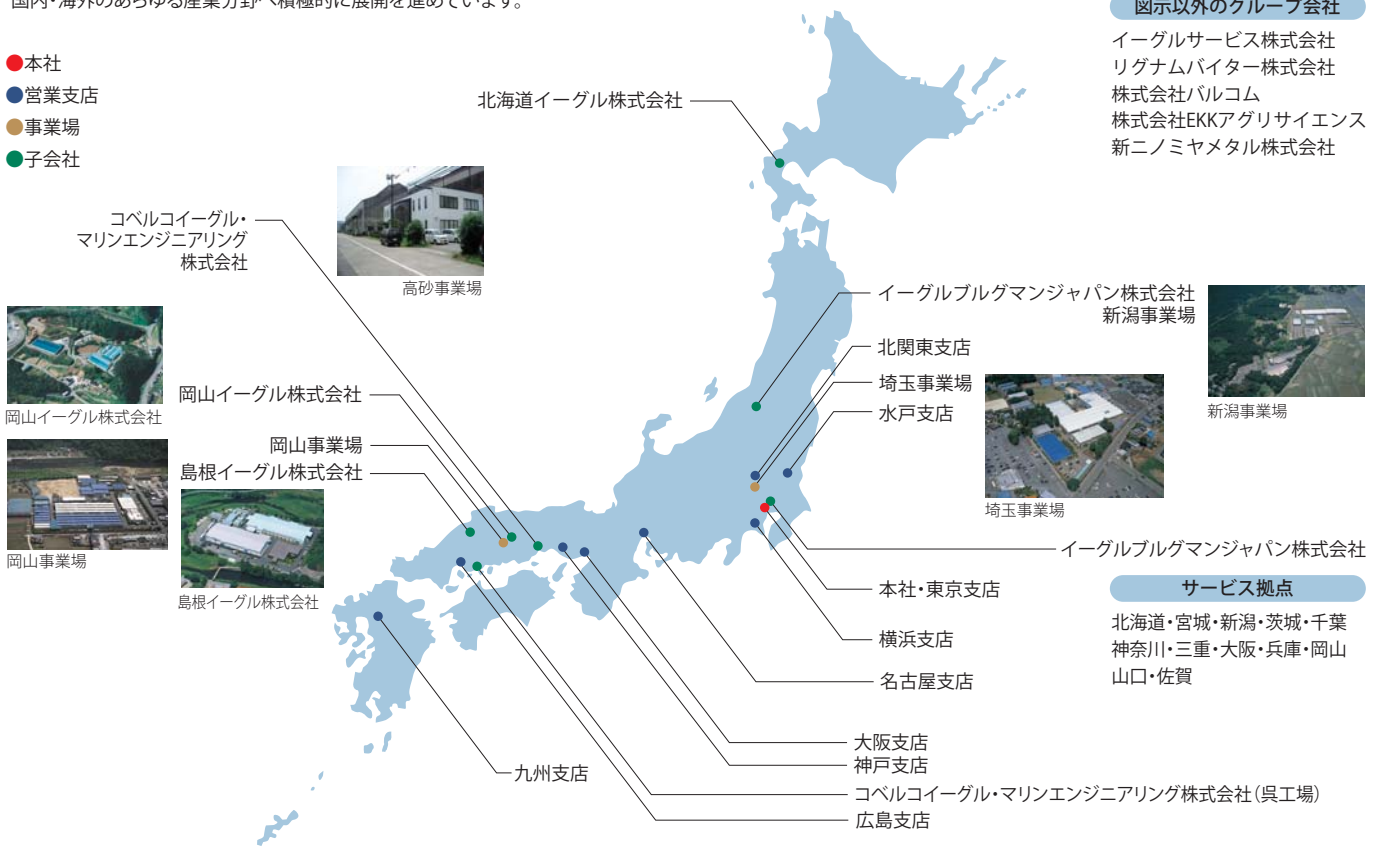 国内・海外のあらゆる産業分野へ積極的に展開を進めています。
●本社
●営業支店
●事業場
●子会社
図示以外のグループ会社
イーグルサービス株式会社
リグナムバイター株式会社
株式会社バルコム
株式会社EKKアグリサイエンス
新ニノミヤメタル株式会社
北海道イーグル株式会社
コベルコイーグル・
マリンエンジニアリング
株式会社
高砂事業場
イーグルブルグマンジャパン株式会社
新潟事業場
新潟事業場
北関東支店
埼玉事業場
水戸支店
埼玉事業場
岡山イーグル株式会社
岡山イーグル株式会社
岡山事業場
島根イーグル株式会社
岡山事業場
島根イーグル株式会社
イーグルブルグマンジャパン株式会社
本社・東京支店
横浜支店
名古屋支店
サービス拠点
北海道・宮城・新潟・茨城・千葉
神奈川・三重・大阪・兵庫・岡山
山口・佐賀
大阪支店
神戸支店
九州支店
コベルコイーグル・マリンエンジニアリング株式会社(呉工場)
広島支店